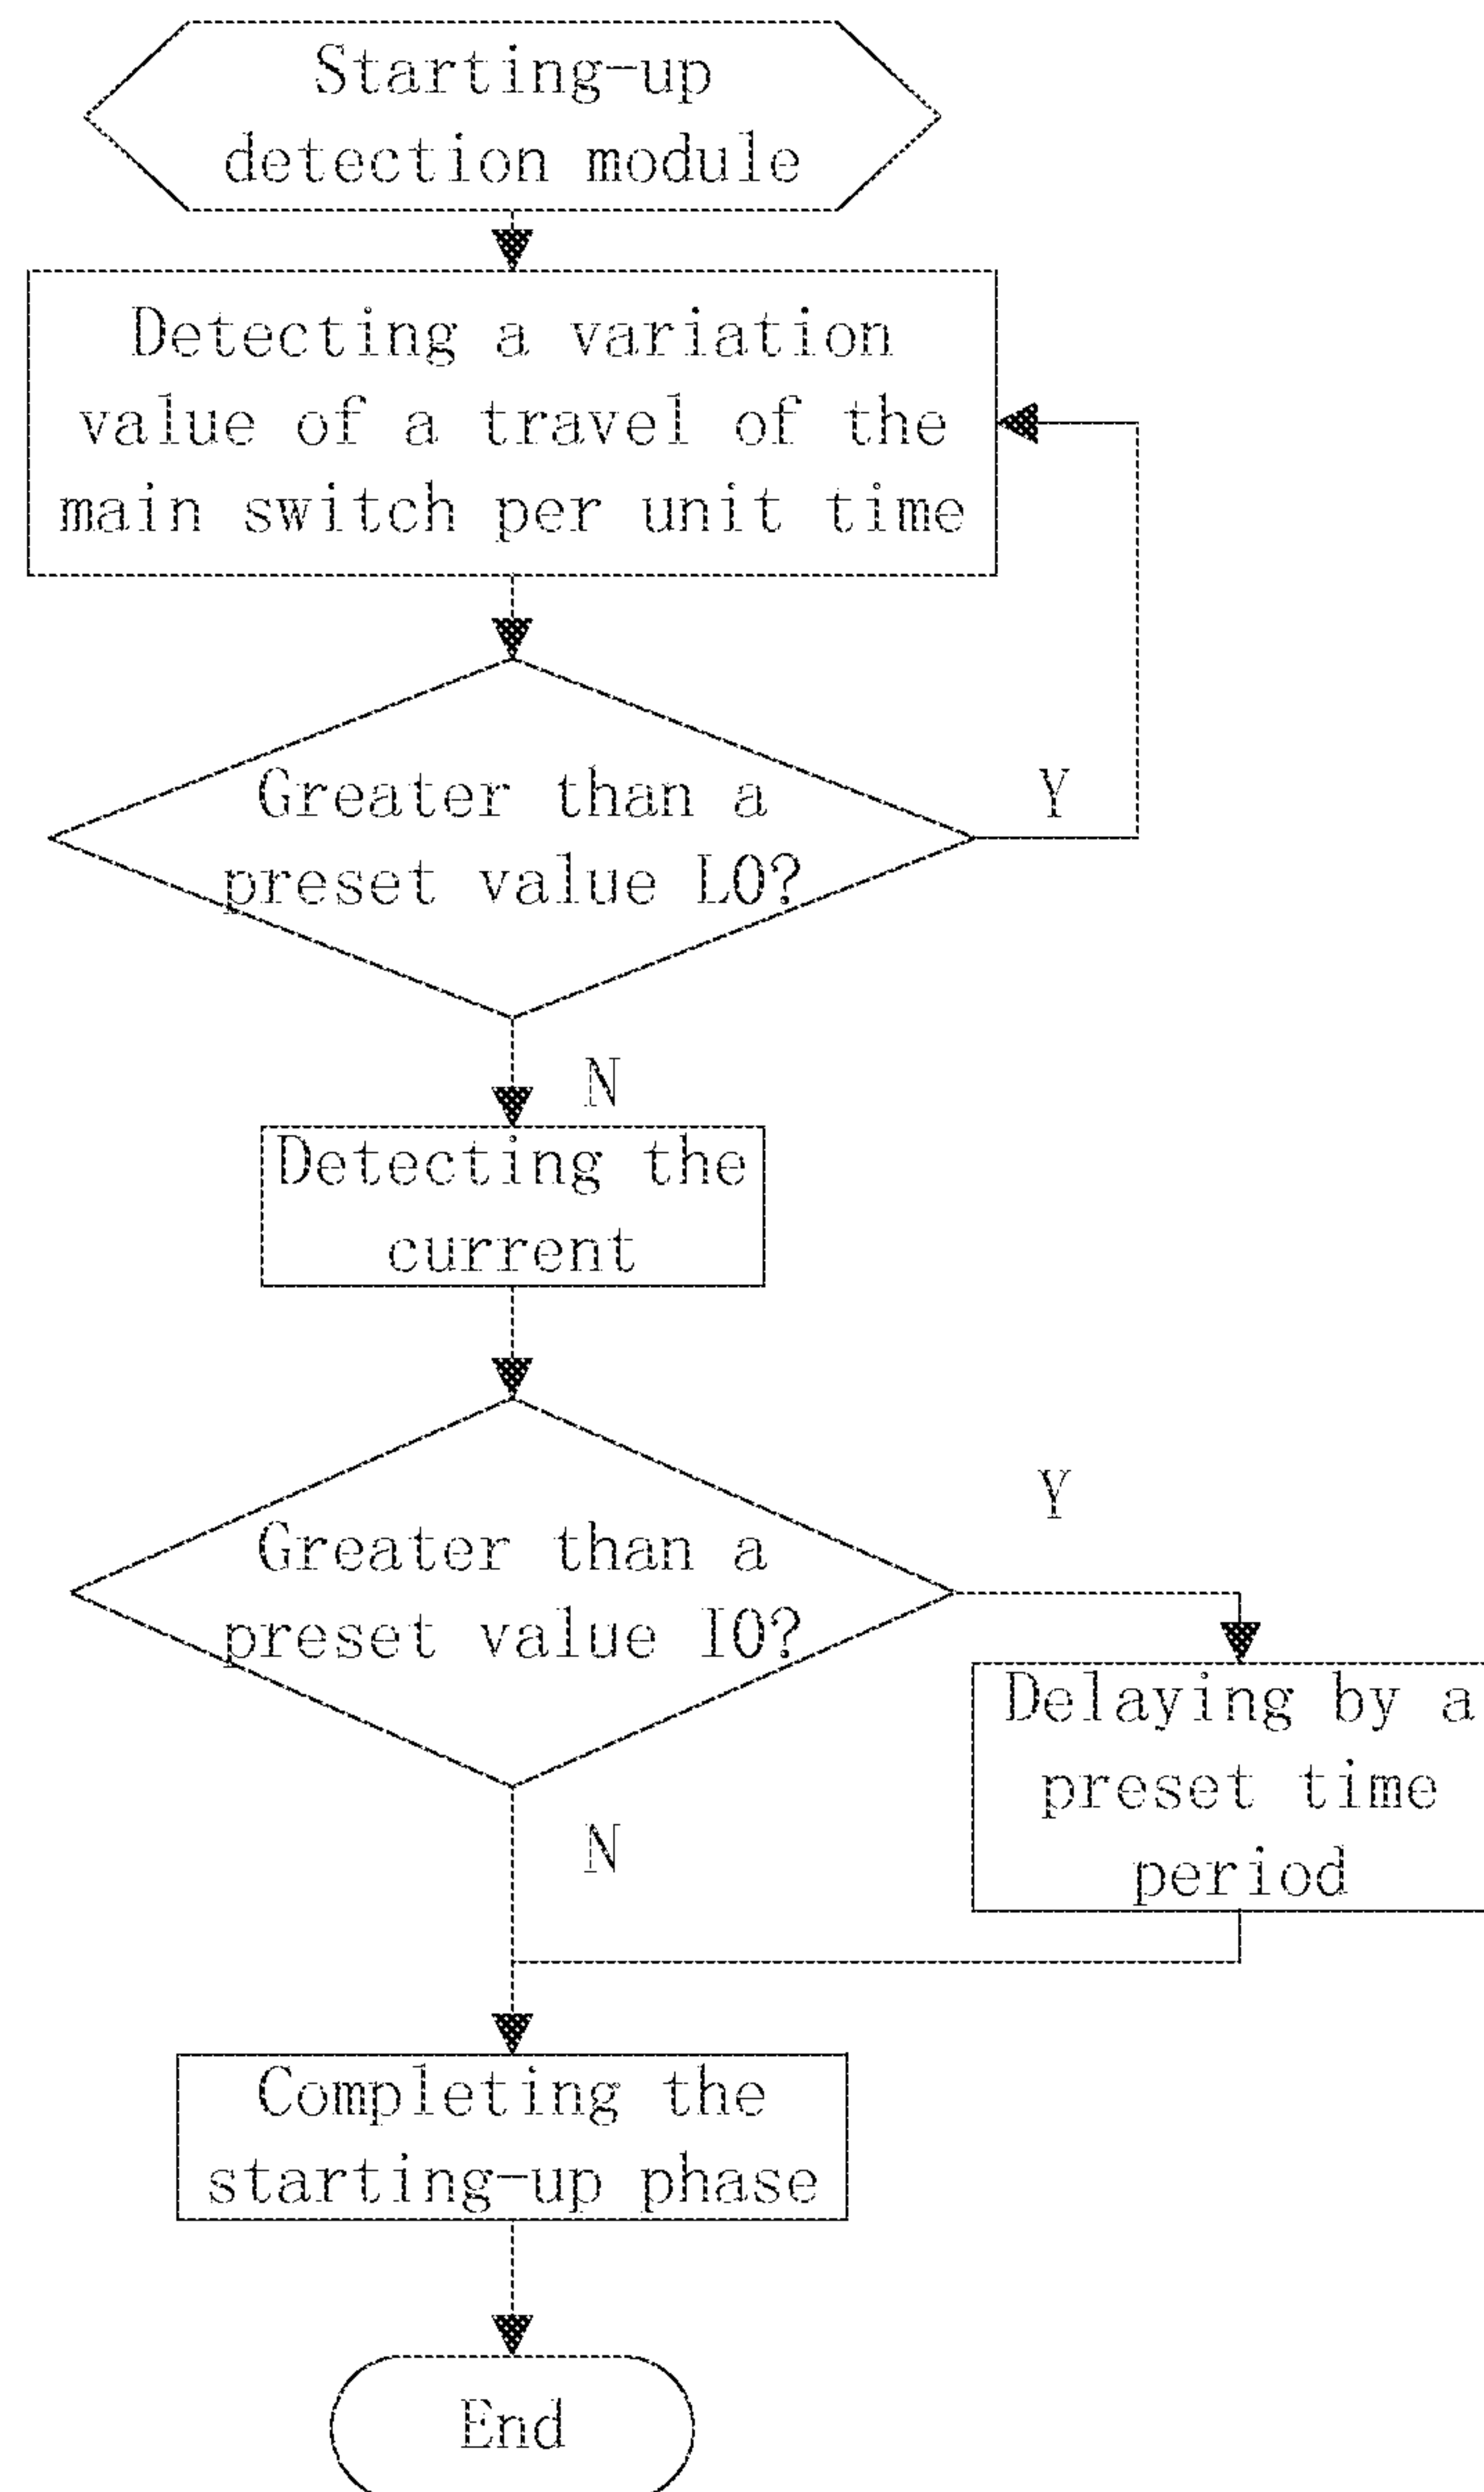 Starting-up
detection module
Detecting a variation
value of a travel of the
main switch per unit time
Greater than a
preset value L0?
Y
N
Detecting the
current
Greater than a
preset value I0?
Y
Delaying by a
preset time
period
N
Completing the
starting-up phase
End